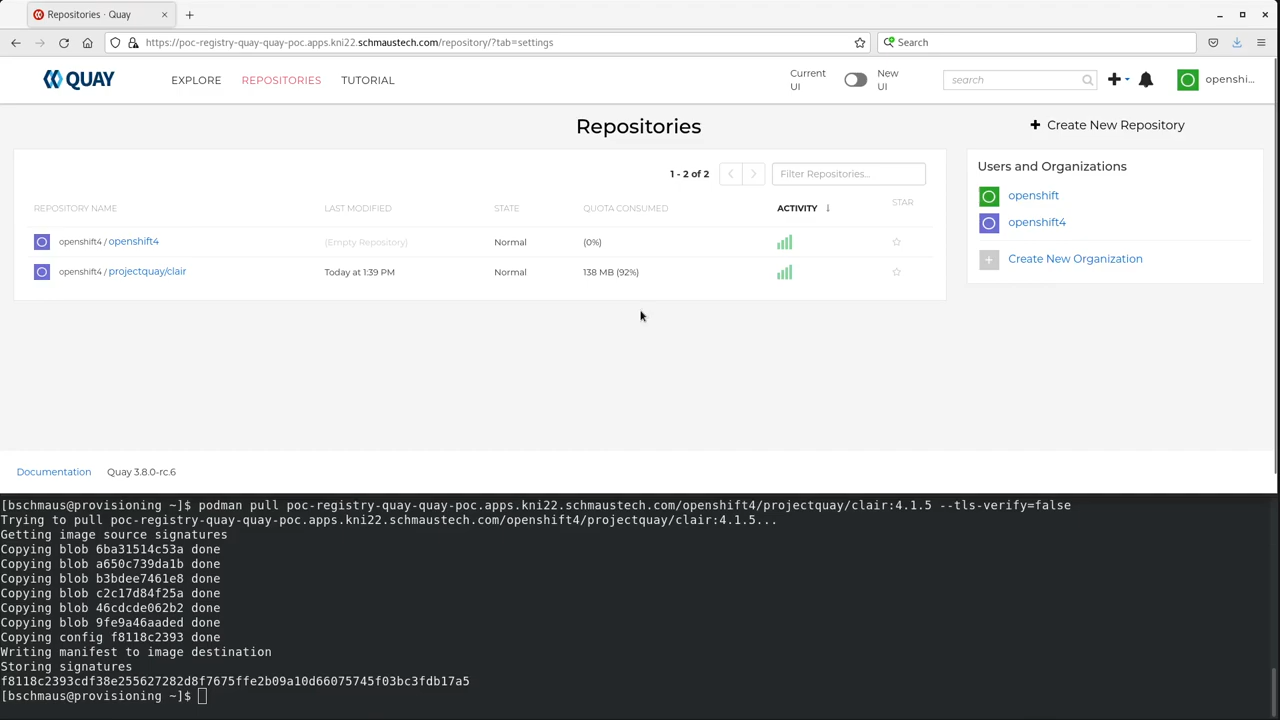 Repositories · Quay
https://poc-registry-quay-quay-poc.apps.kni22.schmaustech.com/repository/?tab=settings
Search
QUAY
EXPLORE
REPOSITORIES
TUTORIAL
Current UI
New UI
search
openshi...
Repositories
Create New Repository
1 - 2 of 2
Filter Repositories...
REPOSITORY NAME LAST MODIFIED STATE QUOTA CONSUMED ACTIVITY ↓ STAR
openshift4 / openshift4 (Empty Repository) Normal (0%)
openshift4 / projectquay/clair Today at 1:39 PM Normal 138 MB (92%)
Users and Organizations
openshift
openshift4
Create New Organization
Documentation Quay 3.8.0-rc.6
[bschmaus@provisioning ~]$ podman pull poc-registry-quay-quay-poc.apps.kni22.schmaustech.com/openshift4/projectquay/clair:4.1.5 --tls-verify=false
Trying to pull poc-registry-quay-quay-poc.apps.kni22.schmaustech.com/openshift4/projectquay/clair:4.1.5...
Getting image source signatures
Copying blob 6ba31514c53a done
Copying blob a650c739da1b done
Copying blob b3bdee7461e8 done
Copying blob c2c17d84f25a done
Copying blob 46cdcde062b2 done
Copying blob 9fe9a46aaded done
Copying config f8118c2393 done
Writing manifest to image destination
Storing signatures
f8118c2393cdf38e255627282d8f7675ffe2b09a10d66075745f03bc3fdb17a5
[bschmaus@provisioning ~]$